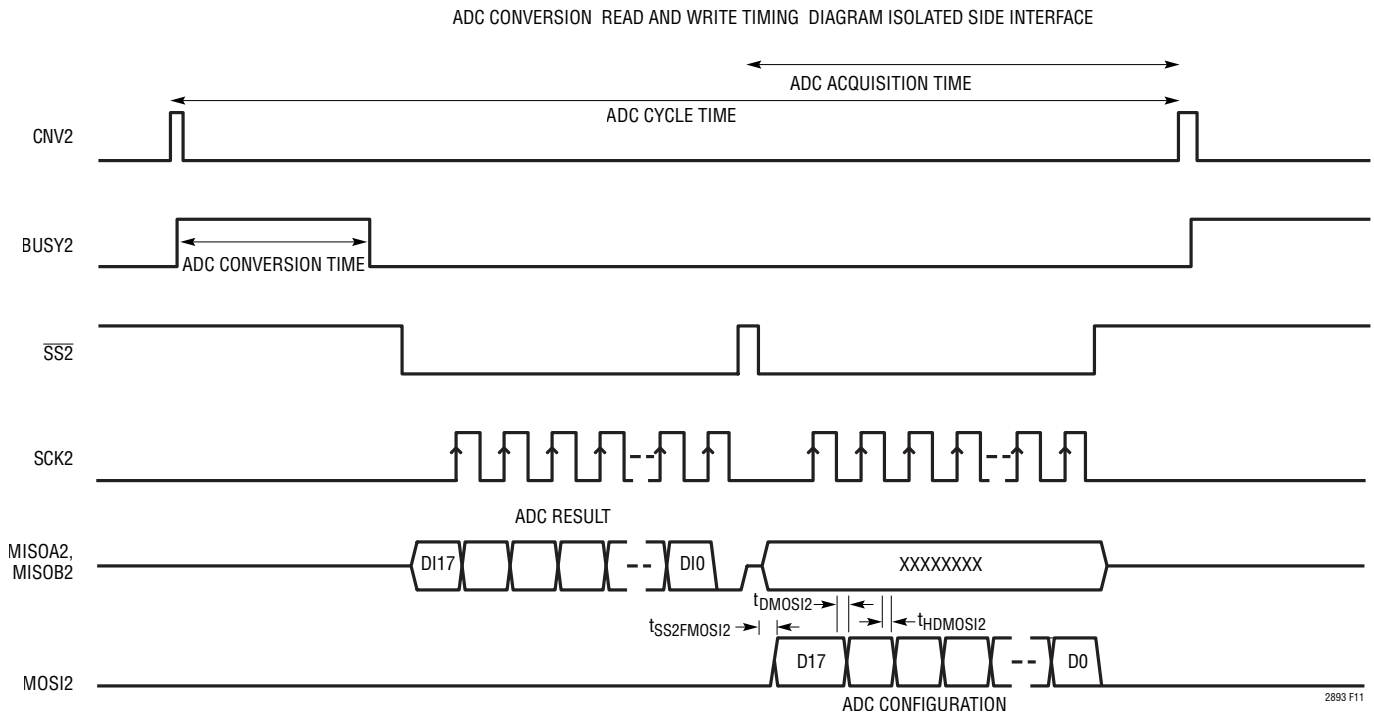 ADC CONVERSION READ AND WRITE TIMING DIAGRAM ISOLATED SIDE INTERFACE
ADC ACQUISITION TIME
ADC CYCLE TIME
CNV2
BUSY2
ADC CONVERSION TIME
SS2
SCK2
ADC RESULT
MISOA2,
MISOB2
DI17
DI0
XXXXXXXX
tDMOSI2
tHDMOSI2
tSS2FMOSI2
MOSI2
D17
D0
ADC CONFIGURATION
2893 F11